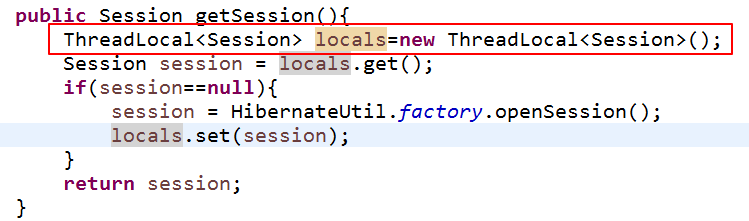 public Session getSession(){
ThreadLocal<Session> locals=new ThreadLocal<Session>();
Session session = locals.get();
if(session==null){
session = HibernateUtil.factory.openSession();
locals.set(session);
}
return session;
}